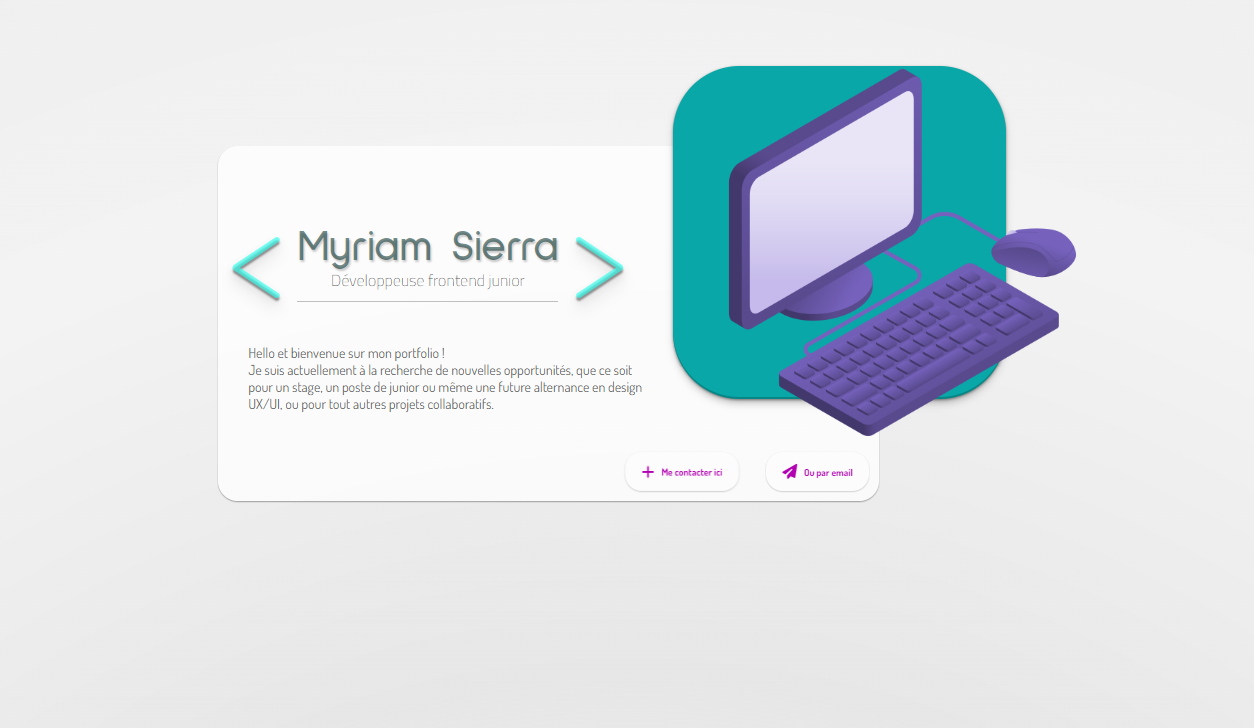 Myriam Sierra
Développeuse frontend junior
Hello et bienvenue sur mon portfolio !
Je suis actuellement à la recherche de nouvelles opportunités, que ce soit
pour un stage, un poste de junior ou même une future alternance en design
UX/UI, ou pour tout autres projets collaboratifs.
Me contacter ici
Ou par email